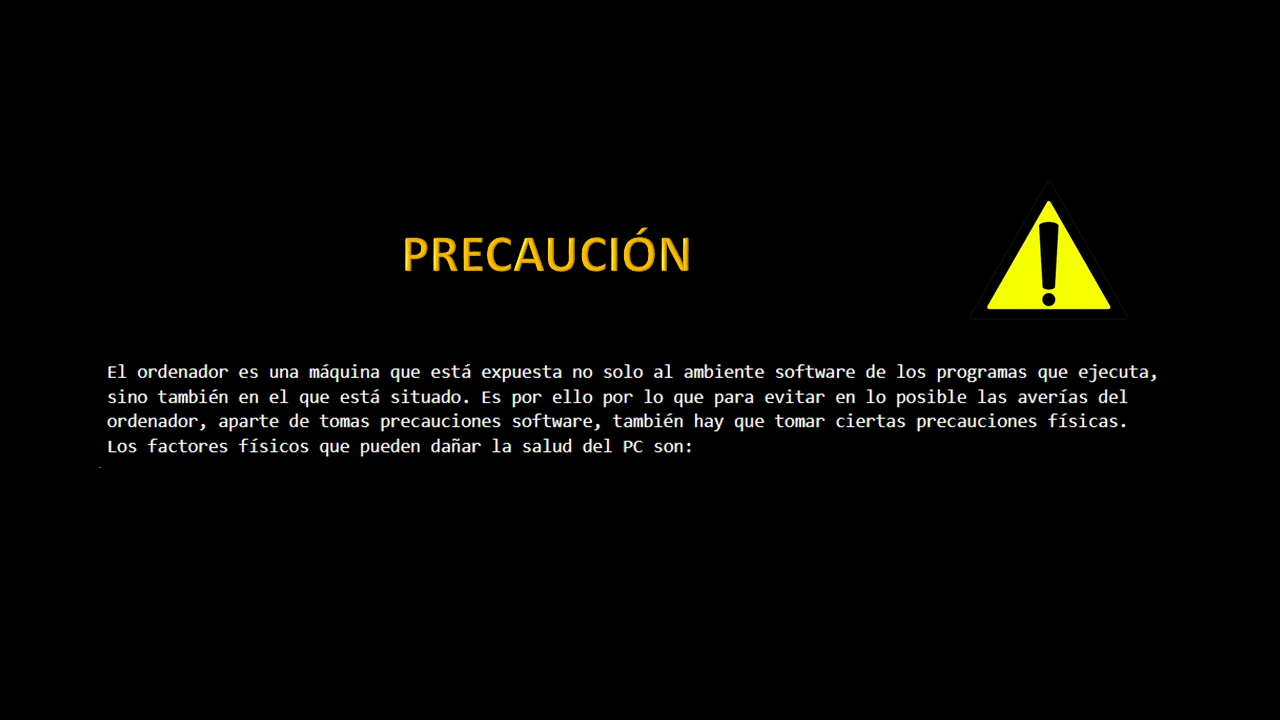 PRECAUCIÓN
El ordenador es una máquina que está expuesta no solo al ambiente software de los programas que ejecuta,
sino también en el que está situado. Es por ello por lo que para evitar en lo posible las averías del
ordenador, aparte de tomas precauciones software, también hay que tomar ciertas precauciones físicas.
Los factores físicos que pueden dañar la salud del PC son: